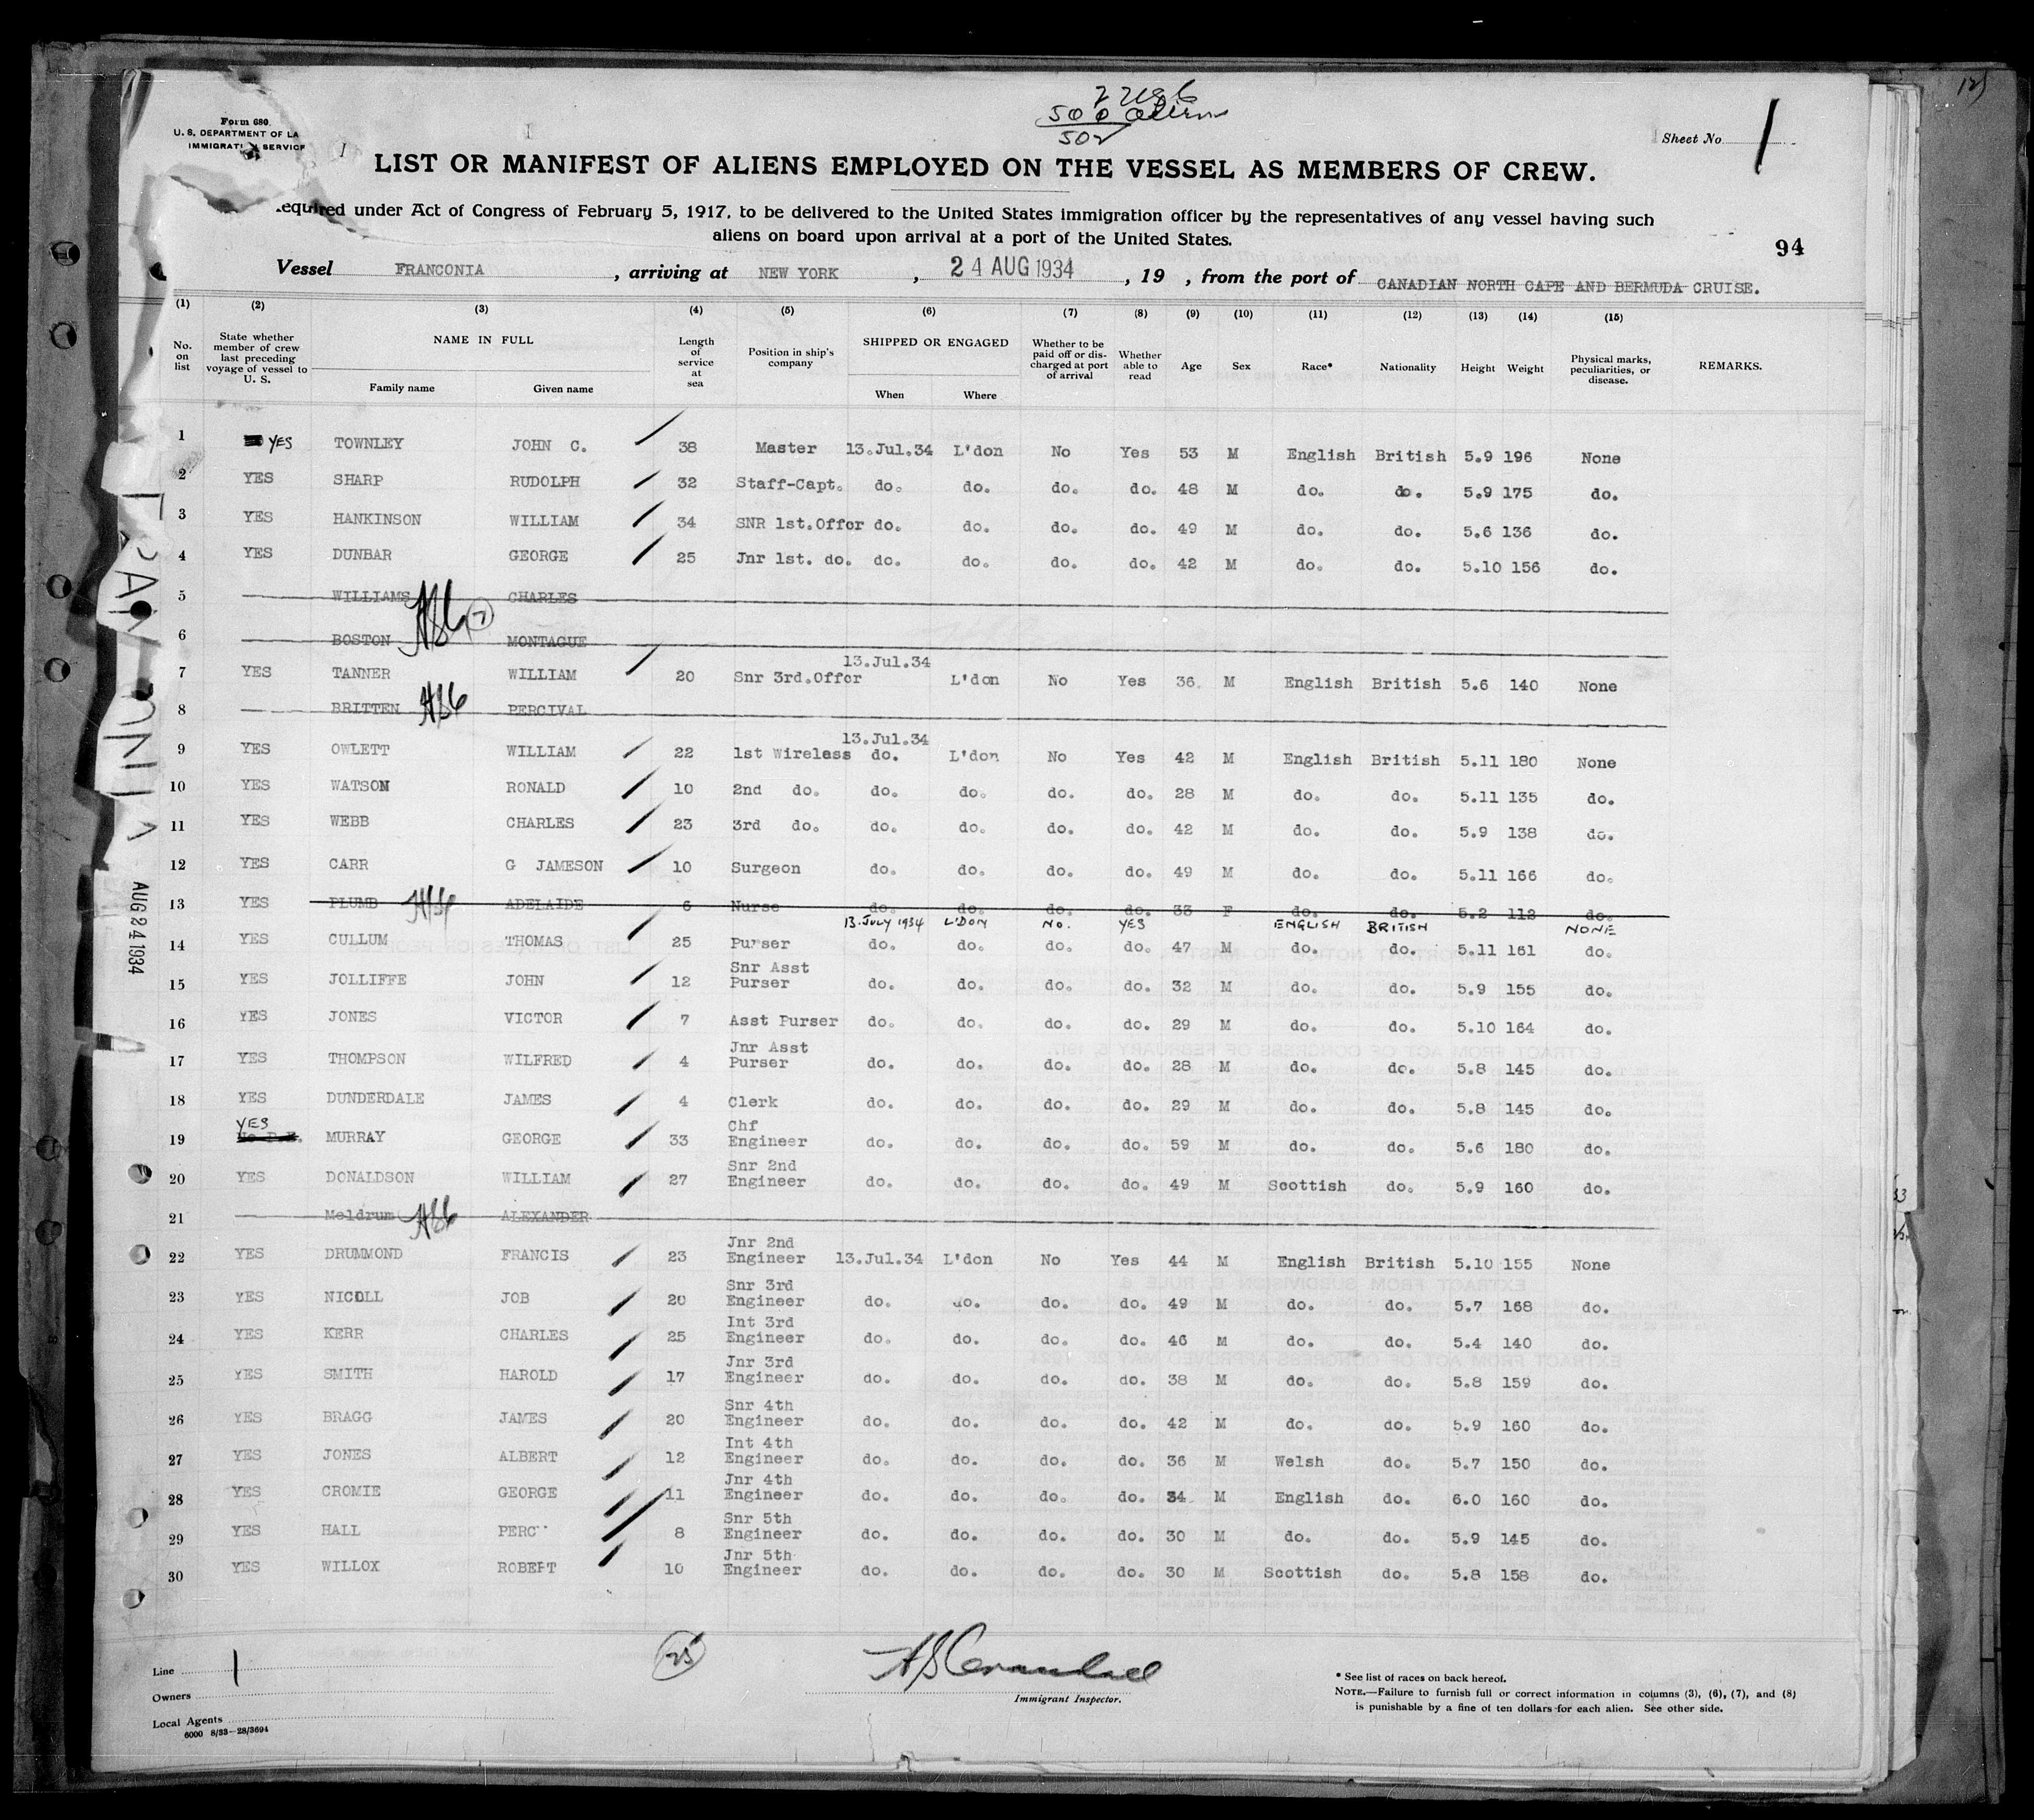 12)
2 USC
500 aliens
502
Form 680
U. S. DEPARTMENT OF LA
IMMIGRATI SERVICE
Sheet No. 1
LIST OR MANIFEST OF ALIENS EMPLOYED ON THE VESSEL AS MEMBERS OF CREW.
equired under Act of Congress of February 5, 1917, to be delivered to the United States immigration officer by the representatives of any vessel having such
aliens on board upon arrival at a port of the United States.
94
Vessel FRANCONIA , arriving at NEW YORK , 24 AUG 1934 , 19 , from the port of CANADIAN NORTH CAPE AND BERMUDA CRUISE.
(1) (2) (3) (4) (5) (6) (7) (8) (9) (10) (11) (12) (13) (14) (15)
No. on list State whether member of crew last preceding voyage of vessel to U. S. NAME IN FULL Length of service at sea Position in ship's company SHIPPED OR ENGAGED Whether to be paid off or discharged at port of arrival Whether able to read Age Sex Race* Nationality Height Weight Physical marks, peculiarities, or disease. REMARKS.
Family name Given name When Where
1 YES TOWNLEY JOHN C. 38 Master 13.Jul.34 L'don No Yes 53 M English British 5.9 196 None
2 YES SHARP RUDOLPH 32 Staff-Capt. do. do. do. do. 48 M do. do. 5.9 175 do.
3 YES HANKINSON WILLIAM 34 SNR 1st.Offcr do. do. do. do. 49 M do. do. 5.6 136 do.
4 YES DUNBAR GEORGE 25 Jnr 1st. do. do. do. do. do. 42 M do. do. 5.10 156 do.
5 WILLIAMS CHARLES
6 BOSTON MONTAGUE
7 YES TANNER WILLIAM 20 Snr 3rd.Offcr 13.Jul.34 L'don No Yes 36 M English British 5.6 140 None
8 BRITTEN PERCIVAL
9 YES OWLETT WILLIAM 22 1st Wireless 13.Jul.34 do. L'don No Yes 42 M English British 5.11 180 None
10 YES WATSON RONALD 10 2nd do. do. do. do. do. 28 M do. do. 5.11 135 do.
11 YES WEBB CHARLES 23 3rd do. do. do. do. do. 42 M do. do. 5.9 138 do.
12 YES CARR G JAMESON 10 Surgeon do. do. do. do. 49 M do. do. 5.11 166 do.
13 YES PLUMB ADELAIDE 6 Nurse do. do. do. do. 33 F do. do. 5.2 112 do.
13.JULY 1934 L'DON NO. YES ENGLISH BRITISH NONE
14 YES CULLUM THOMAS 25 Purser do. do. do. do. 47 M do. do. 5.11 161 do.
15 YES JOLLIFFE JOHN 12 Snr Asst Purser do. do. do. do. 32 M do. do. 5.9 155 do.
16 YES JONES VICTOR 7 Asst Purser do. do. do. do. 29 M do. do. 5.10 164 do.
17 YES THOMPSON WILFRED 4 Jnr Asst Purser do. do. do. do. 28 M do. do. 5.8 145 do.
18 YES DUNDERDALE JAMES 4 Clerk do. do. do. do. 29 M do. do. 5.8 145 do.
19 YES MURRAY GEORGE 33 Chf Engineer do. do. do. do. 59 M do. do. 5.6 180 do.
20 YES DONALDSON WILLIAM 27 Snr 2nd Engineer do. do. do. do. 49 M Scottish do. 5.9 160 do.
21 Meldrum ALEXANDER
22 YES DRUMMOND FRANCIS 23 Jnr 2nd Engineer 13.Jul.34 L'don No Yes 44 M English British 5.10 155 None
23 YES NICOLL JOB 20 Snr 3rd Engineer do. do. do. do. 49 M do. do. 5.7 168 do.
24 YES KERR CHARLES 25 Int 3rd Engineer do. do. do. do. 46 M do. do. 5.4 140 do.
25 YES SMITH HAROLD 17 Jnr 3rd Engineer do. do. do. do. 38 M do. do. 5.8 159 do.
26 YES BRAGG JAMES 20 Snr 4th Engineer do. do. do. do. 42 M do. do. 5.9 160 do.
27 YES JONES ALBERT 12 Int 4th Engineer do. do. do. do. 36 M Welsh do. 5.7 150 do.
28 YES CROMIE GEORGE 11 Jnr 4th Engineer do. do. do. do. 34 M English do. 6.0 160 do.
29 YES HALL PERC 8 Snr 5th Engineer do. do. do. do. 30 M do. do. 5.9 145 do.
30 YES WILLOX ROBERT 10 Jnr 5th Engineer do. do. do. do. 30 M Scottish do. 5.8 158 do.
FRANCONIA
AUG 24 1934
25
Line 1
Owners
Local Agents
6000 8/33—28/3694
Immigrant Inspector.
* See list of races on back hereof.
NOTE.—Failure to furnish full or correct information in columns (3), (6), (7), and (8)
is punishable by a fine of ten dollars for each alien. See other side.